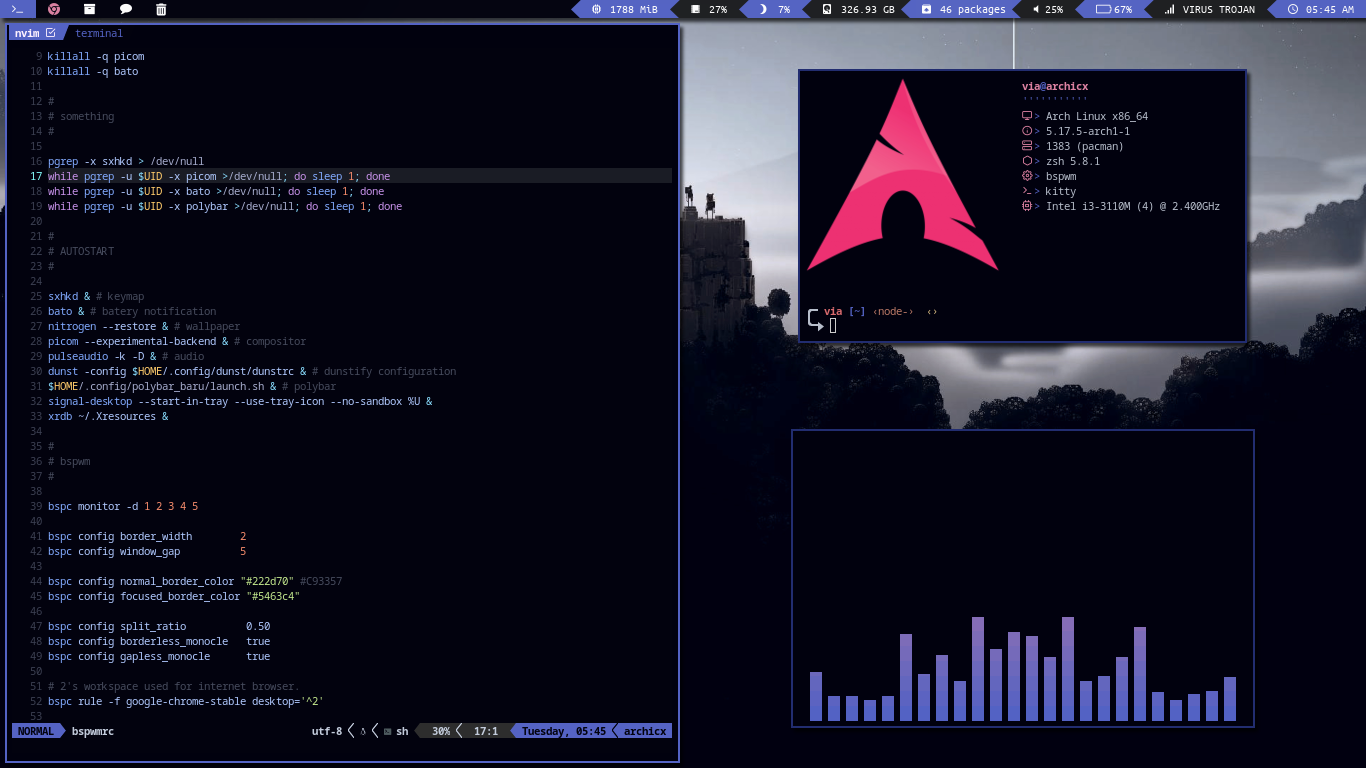 1788 MiB 27% 7% 326.93 GB 46 packages 25% 67% VIRUS TROJAN 05:45 AM
nvim terminal
9 killall -q picom
10 killall -q bato
11
12 #
13 # something
14 #
15
16 pgrep -x sxhkd > /dev/null
17 while pgrep -u $UID -x picom >/dev/null; do sleep 1; done
18 while pgrep -u $UID -x bato >/dev/null; do sleep 1; done
19 while pgrep -u $UID -x polybar >/dev/null; do sleep 1; done
20
21 #
22 # AUTOSTART
23 #
24
25 sxhkd & # keymap
26 bato & # batery notification
27 nitrogen --restore & # wallpaper
28 picom --experimental-backend & # compositor
29 pulseaudio -k -D & # audio
30 dunst -config $HOME/.config/dunst/dunstrc & # dunstify configuration
31 $HOME/.config/polybar_baru/launch.sh & # polybar
32 signal-desktop --start-in-tray --use-tray-icon --no-sandbox %U &
33 xrdb ~/.Xresources &
34
35 #
36 # bspwm
37 #
38
39 bspc monitor -d 1 2 3 4 5
40
41 bspc config border_width 2
42 bspc config window_gap 5
43
44 bspc config normal_border_color "#222d70" #C93357
45 bspc config focused_border_color "#5463c4"
46
47 bspc config split_ratio 0.50
48 bspc config borderless_monocle true
49 bspc config gapless_monocle true
50
51 # 2's workspace used for internet browser.
52 bspc rule -f google-chrome-stable desktop='^2'
53
NORMAL bspwmrc utf-8 sh 30% 17:1 Tuesday, 05:45 archicx
via@archicx
'''''''''''
> Arch Linux x86_64
> 5.17.5-arch1-1
> 1383 (pacman)
> zsh 5.8.1
> bspwm
> kitty
> Intel i3-3110M (4) @ 2.400GHz
via [~] ‹node-› ‹›